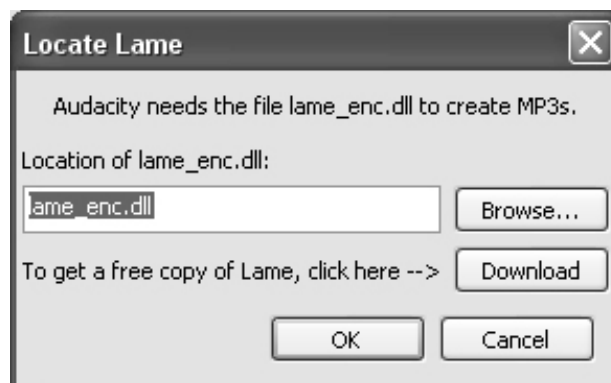 Locate Lame
Audacity needs the file lame_enc.dll to create MP3s.
Location of lame_enc.dll:
lame_enc.dll
Browse...
To get a free copy of Lame, click here -->
Download
OK
Cancel